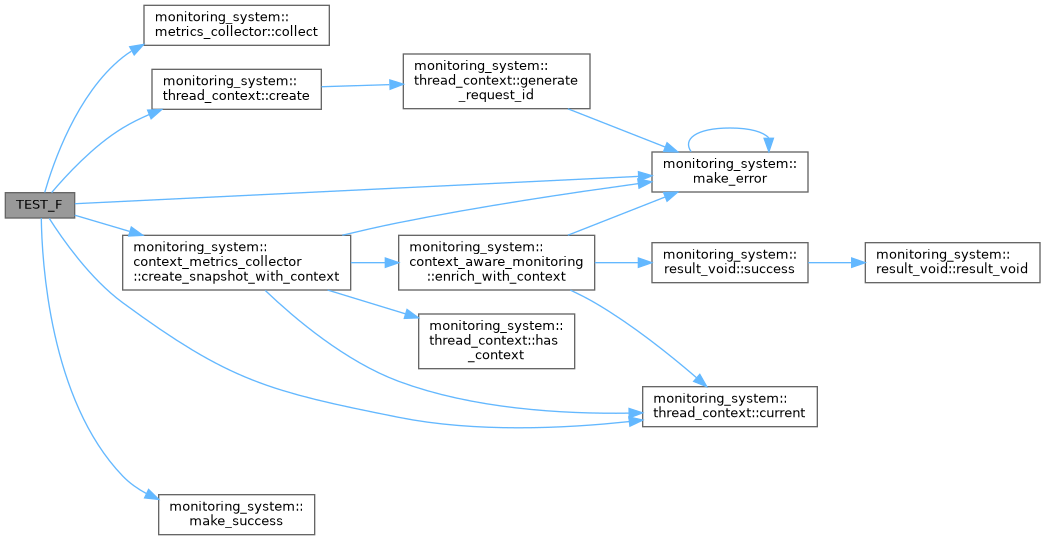 monitoring_system::
metrics_collector::collect
monitoring_system::
thread_context::create
monitoring_system::
thread_context::generate
_request_id
monitoring_system::
make_error
TEST_F
monitoring_system::
context_metrics_collector
::create_snapshot_with_context
monitoring_system::
context_aware_monitoring
::enrich_with_context
monitoring_system::
result_void::success
monitoring_system::
result_void::result_void
monitoring_system::
thread_context::has
_context
monitoring_system::
thread_context::current
monitoring_system::
make_success